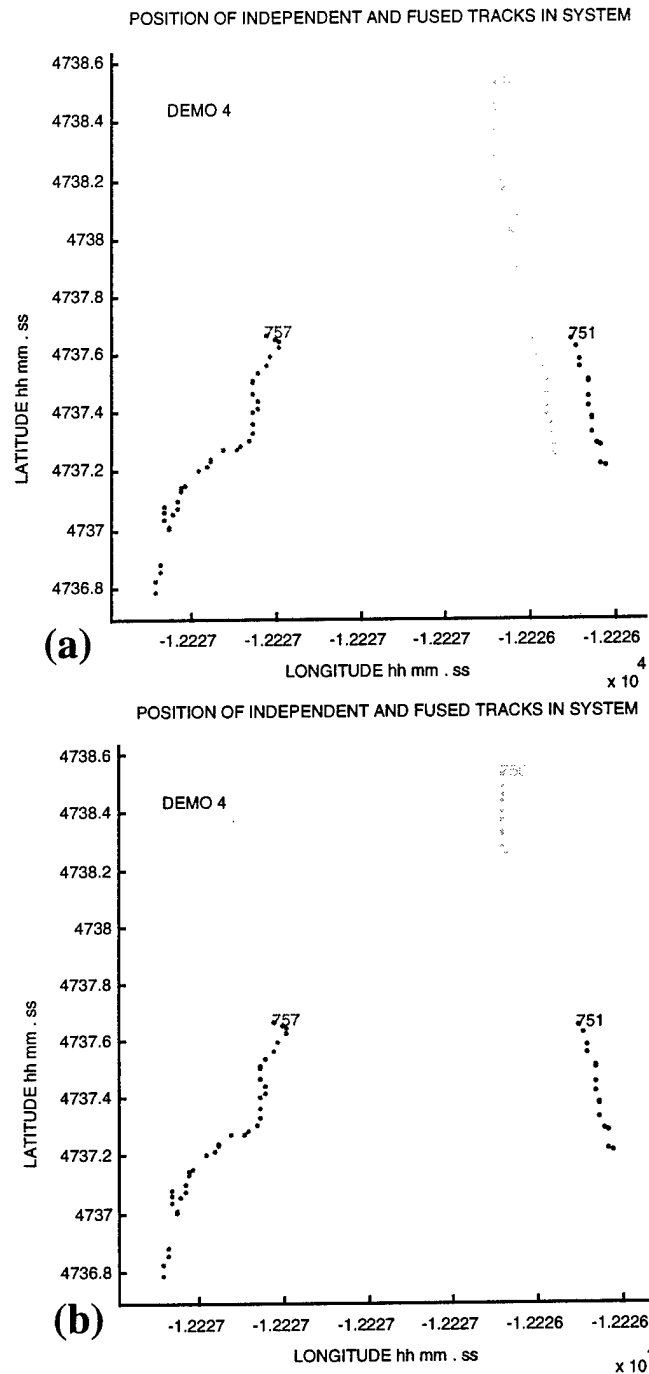 POSITION OF INDEPENDENT AND FUSED TRACKS IN SYSTEM
4738.6
DEMO 4
4738.4
4738.2
4738
4737.8
757
751
4737.6
4737.4
4737.2
4737
4736.8
LATITUDE hh mm . ss
(a)
-1.2227 -1.2227 -1.2227 -1.2227 -1.2226 -1.2226
LONGITUDE hh mm . ss
x 10 4
POSITION OF INDEPENDENT AND FUSED TRACKS IN SYSTEM
4738.6
DEMO 4
4738.4
4738.2
4738
4737.8
757
751
4737.6
4737.4
4737.2
4737
4736.8
LATITUDE hh mm . ss
(b)
-1.2227 -1.2227 -1.2227 -1.2227 -1.2226 -1.2226
LONGITUDE hh mm . ss
x 10